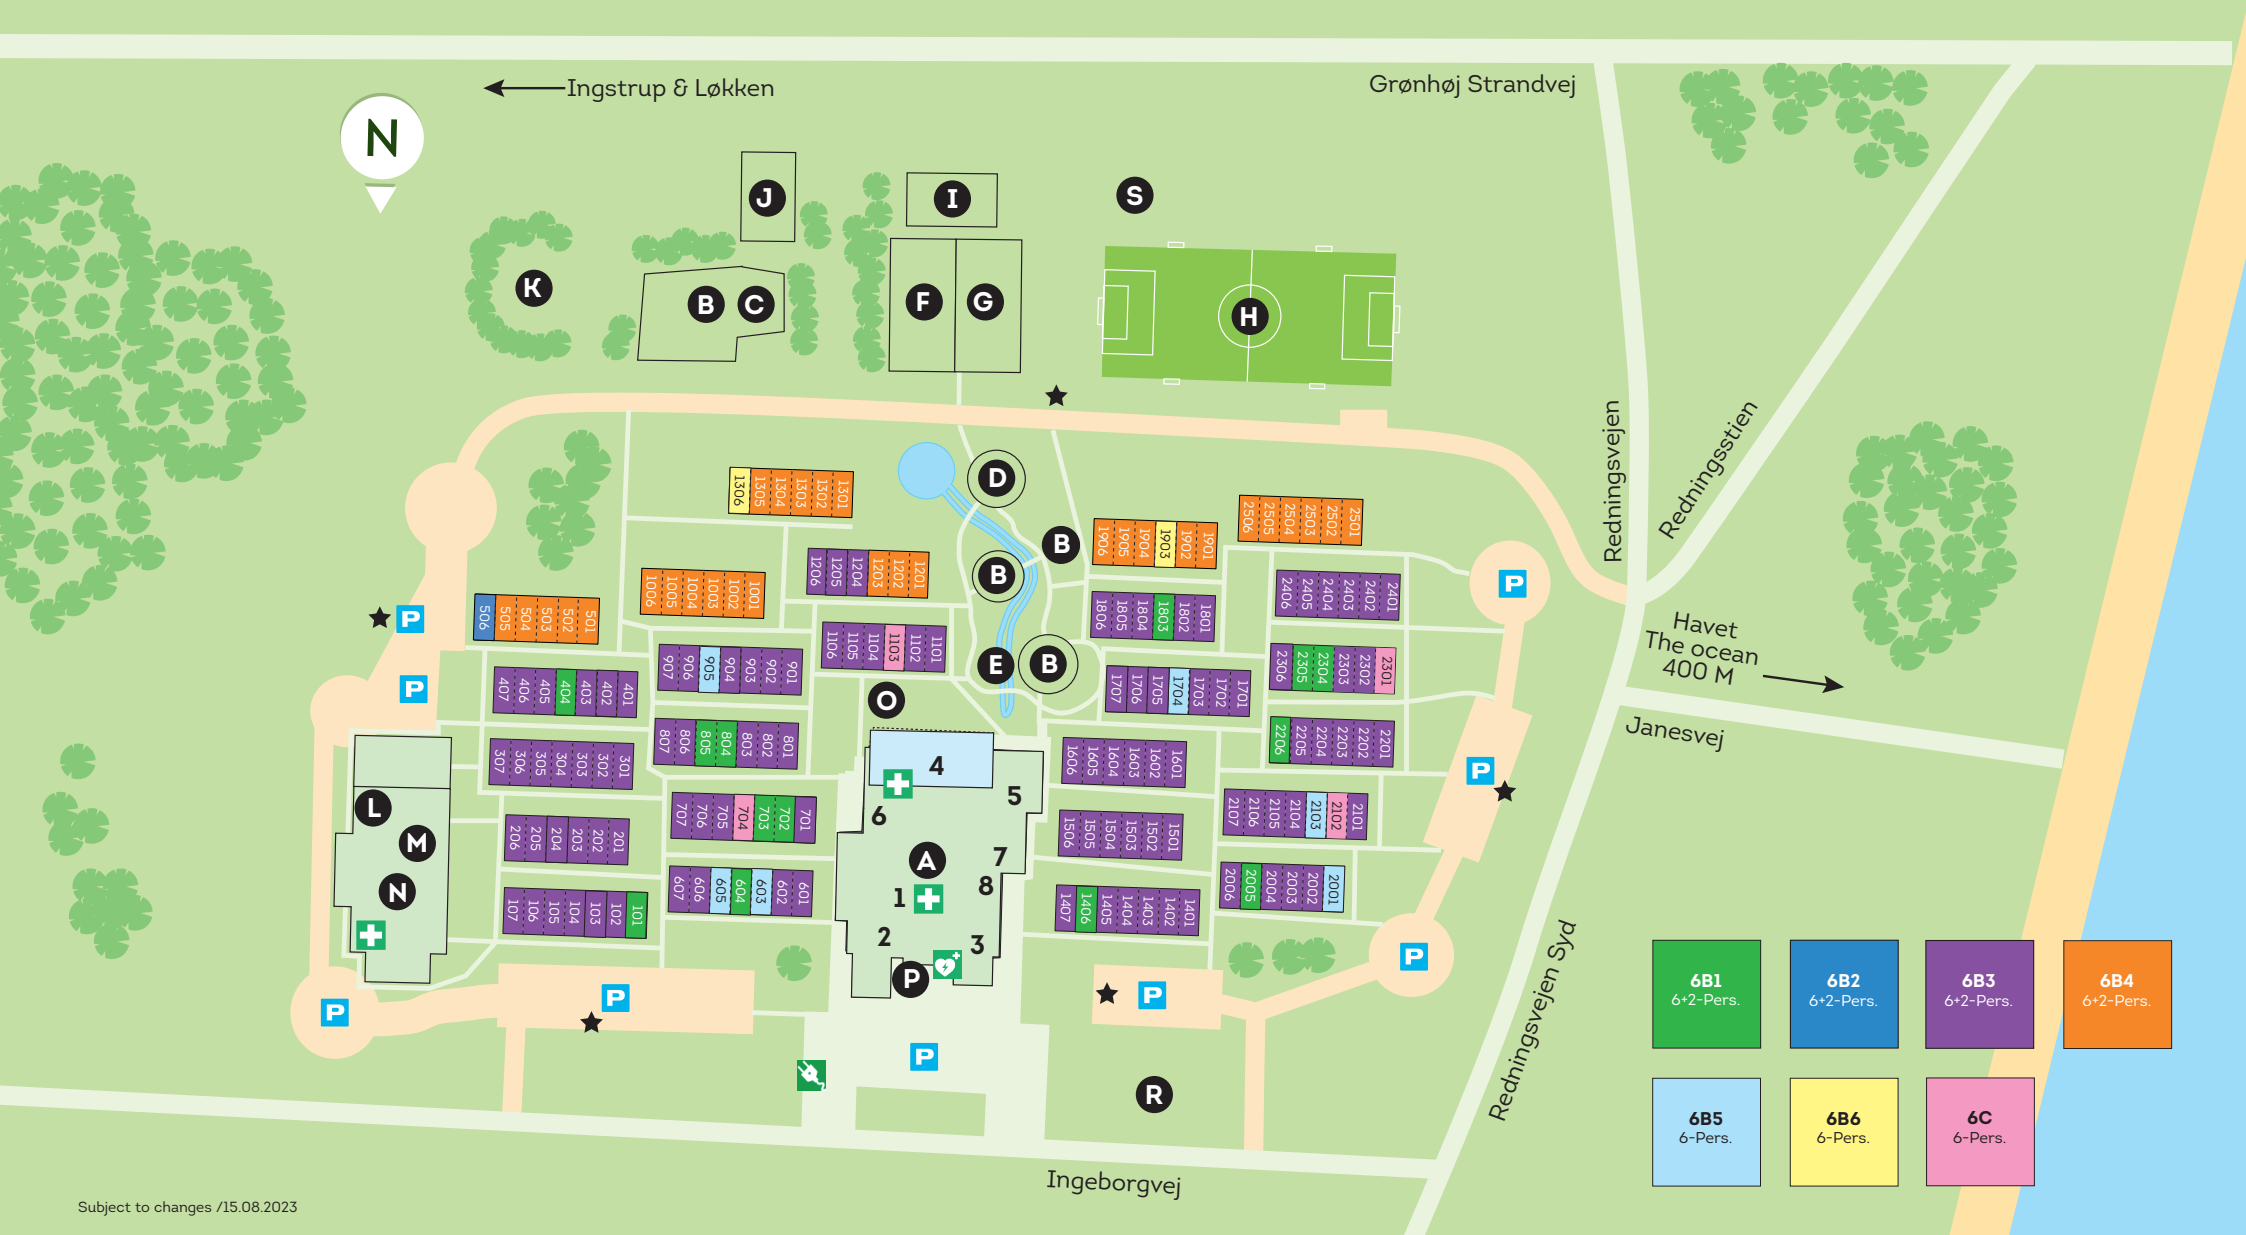 Ingstrup & Løkken
Grønhøj Strandvej
N
J
I
S
K
B
C
F
G
H
Redningsvejen
Redningsstien
D
B
B
E
B
O
1306 1305 1304 1303 1302 1301
2506 2505 2504 2503 2502 2501
1906 1905 1904 1903 1902 1901
1206 1205 1204 1203 1202 1201
1006 1005 1004 1003 1002 1001
2406 2405 2404 2403 2402 2401
506 505 504 503 502 501
1806 1805 1804 1803 1802 1801
1106 1105 1104 1103 1102 1101
907 906 905 904 903 902 901
2306 2305 2304 2303 2302 2301
407 406 405 404 403 402 401
1707 1706 1705 1704 1703 1702 1701
807 806 805 804 803 802 801
2206 2205 2204 2203 2202 2201
307 306 305 304 303 302 301
1606 1605 1604 1603 1602 1601
707 706 705 704 703 702 701
2107 2106 2105 2104 2103 2102 2101
206 205 204 203 202 201
1506 1505 1504 1503 1502 1501
607 606 605 604 603 602 601
2006 2005 2004 2003 2002 2001
107 106 105 104 103 102 101
1407 1406 1405 1404 1403 1402 1401
P
P
P
P
P
P
P
P
P
Havet
The ocean
400 M
Janesvej
L
M
N
4
5
6
A
7
8
1
2
3
P
R
Redningsvejen Syd
Ingeborgvej
6B1
6+2-Pers.
6B2
6+2-Pers.
6B3
6+2-Pers.
6B4
6+2-Pers.
6B5
6-Pers.
6B6
6-Pers.
6C
6-Pers.
Subject to changes /15.08.2023